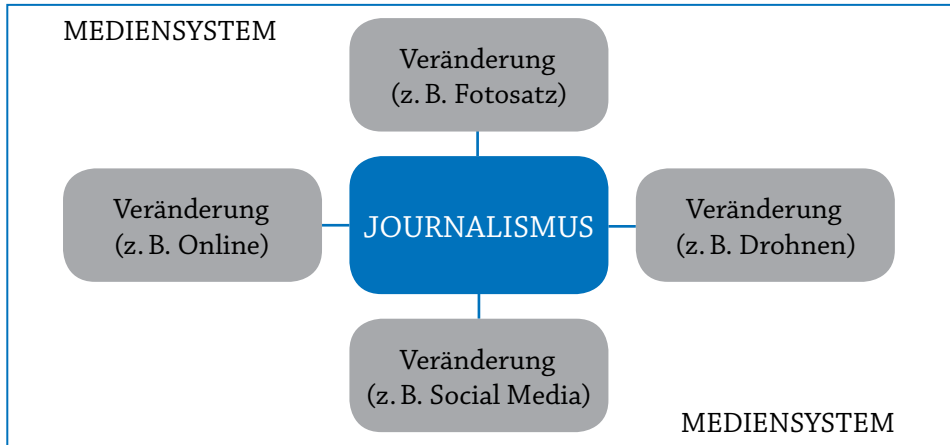 MEDIENSYSTEM
Veränderung
(z. B. Fotosatz)
Veränderung
(z. B. Online)
JOURNALISMUS
Veränderung
(z. B. Drohnen)
Veränderung
(z. B. Social Media)
MEDIENSYSTEM